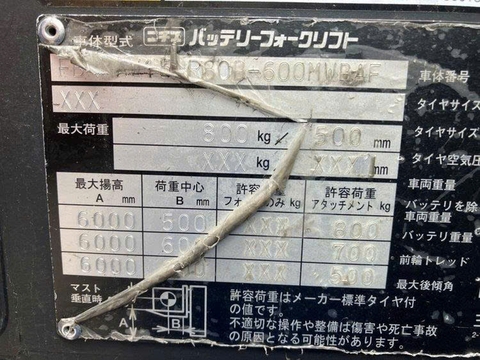 車体型式 ニチユ バッテリーフォークリフト
800-600MWB4F 車体番号
XXX タイヤサイズ
最大荷重 800 kg 500 mm タイヤサイズ
XXX kg XXX mm タイヤ空気圧
最大揚高 A mm 荷重中心 B mm 許容荷重 フォークのみ kg 許容荷重 アタッチメント kg 車両重量
6000 500 XXX 800 バッテリを除 車両重量
6000 600 XXX 700 バッテリ重量
6000 XXX 500 前輪トレッド
マスト垂直時 A B 最大後傾角
許容荷重はメーカー標準タイヤ付
の値です。
不適切な操作や整備は傷害や死亡事故
の原因となる可能性があります。